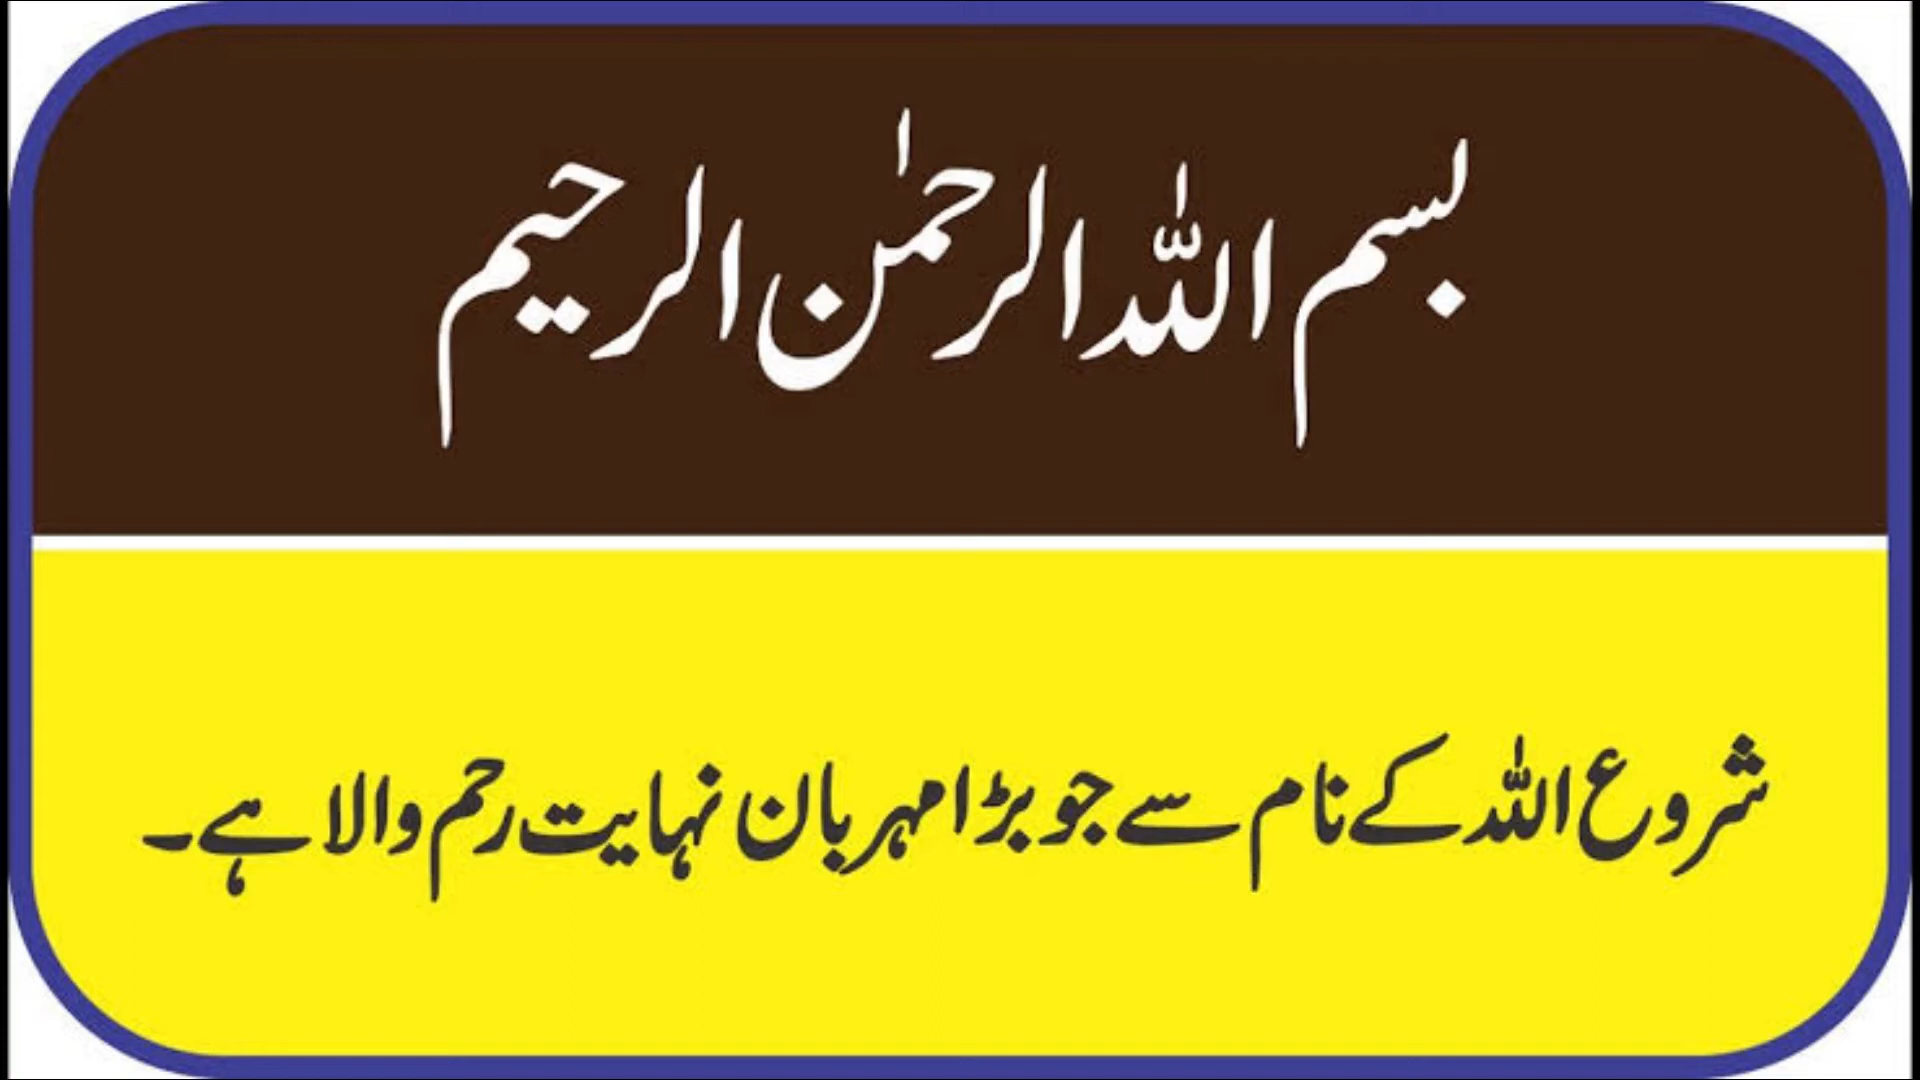 بسم اللہ الرحمٰن الرحیم
شروع اللہ کے نام سے جو بڑا مہربان نہایت رحم والا ہے۔